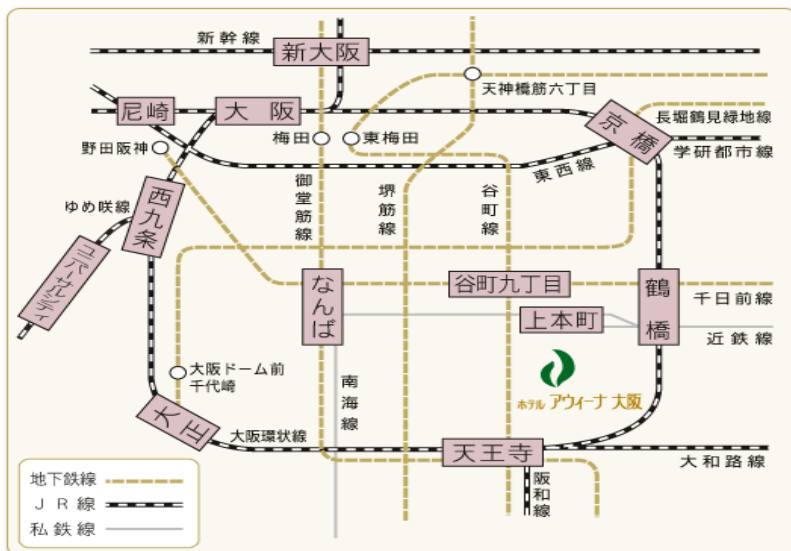 新幹線
新大阪
天神橋筋六丁目
尼崎
大阪
京橋
長堀鶴見緑地線
野田阪神
梅田
東梅田
学研都市線
東西線
西九条
ゆめ咲線
御堂筋線
堺筋線
谷町線
ユニバーサルシティ
なんば
谷町九丁目
鶴橋
千日前線
上本町
近鉄線
大阪ドーム前
千代崎
南海線
ホテル アウィーナ 大阪
大正
大阪環状線
天王寺
大和路線
阪和線
地下鉄線
JR線
私鉄線